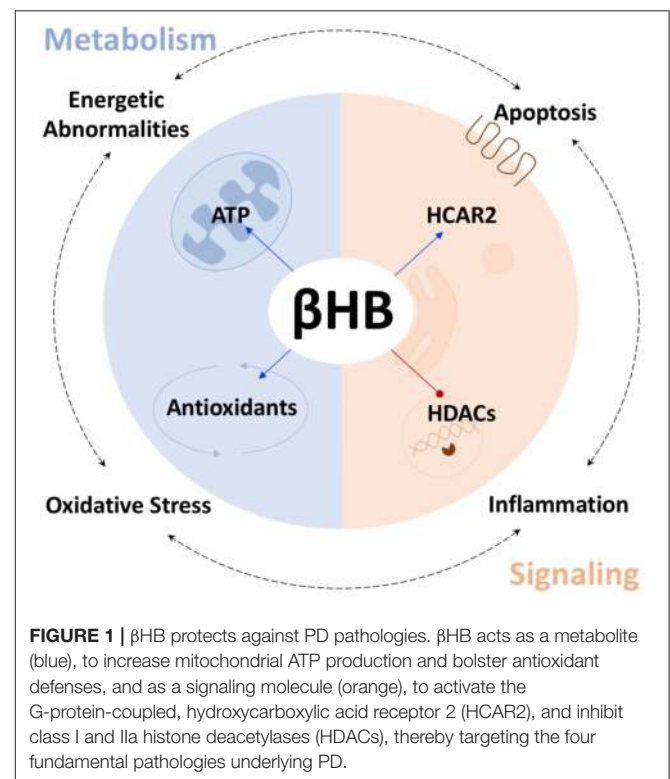 Metabolism
Energetic
Abnormalities
Apoptosis
ATP
HCAR2
βHB
Antioxidants
HDACs
Oxidative Stress
Inflammation
Signaling
FIGURE 1 | βHB protects against PD pathologies. βHB acts as a metabolite
(blue), to increase mitochondrial ATP production and bolster antioxidant
defenses, and as a signaling molecule (orange), to activate the
G-protein-coupled, hydroxycarboxylic acid receptor 2 (HCAR2), and inhibit
class I and IIa histone deacetylases (HDACs), thereby targeting the four
fundamental pathologies underlying PD.